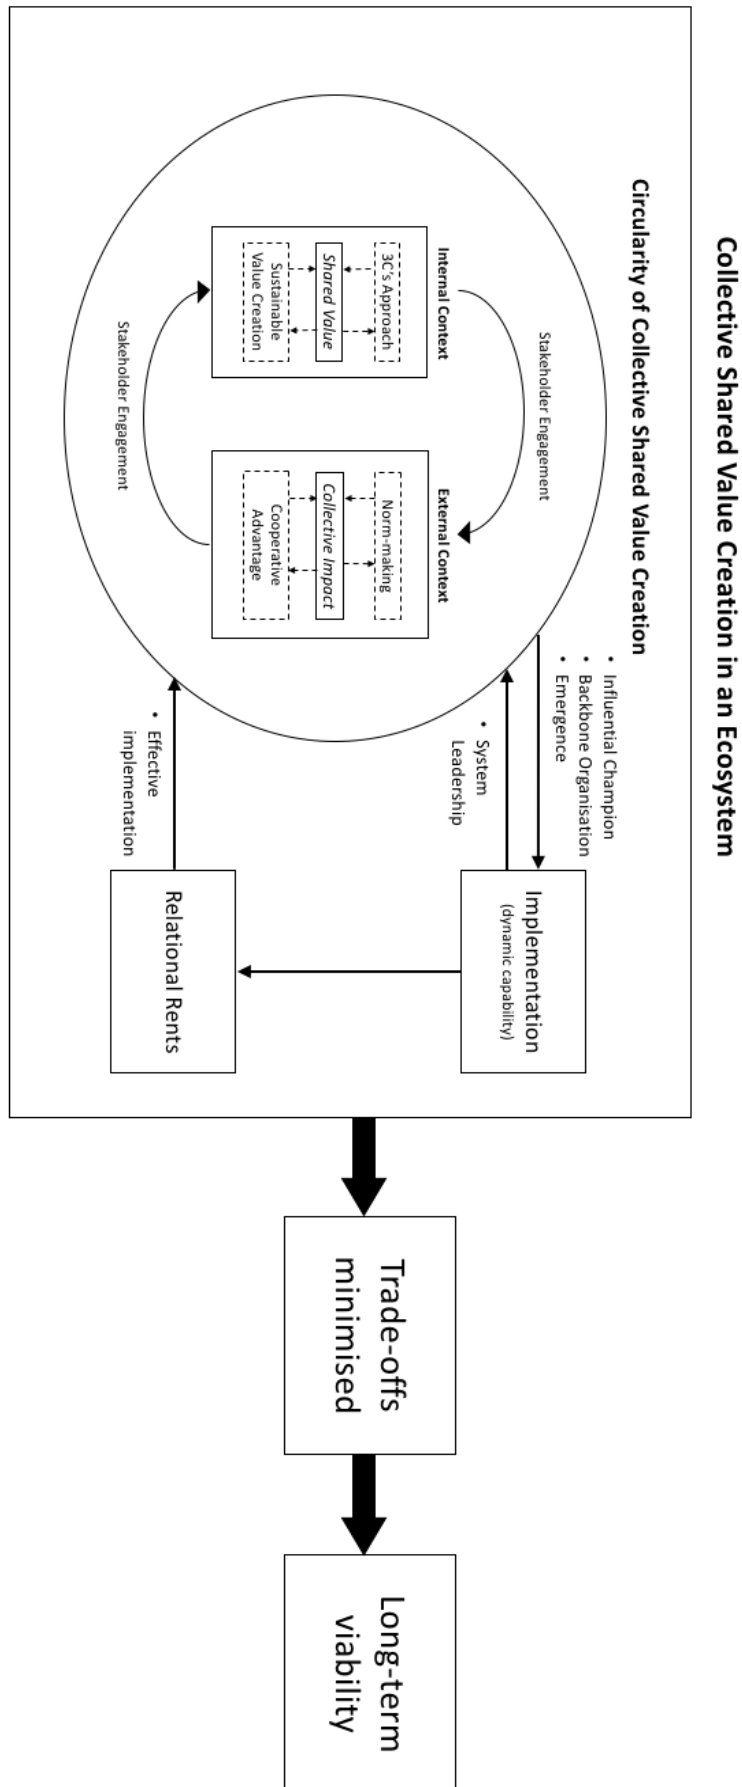 Collective Shared Value Creation in an Ecosystem
Circularity of Collective Shared Value Creation
Stakeholder Engagement
Internal Context
3C's Approach
Shared Value
Sustainable
Value Creation
External Context
Norm-making
Collective Impact
Cooperative
Advantage
Stakeholder Engagement
• Influential Champion
• Backbone Organisation
• Emergence
• System
Leadership
Implementation
(dynamic capability)
• Effective
implementation
Relational Rents
Trade-offs
minimised
Long-term
viability